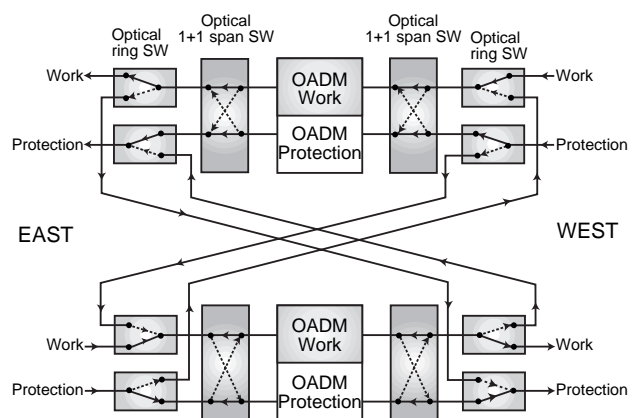 Optical
ring SW
Optical
1+1 span SW
Optical
1+1 span SW
Optical
ring SW
Work
OADM
Work
Work
Protection
OADM
Protection
Protection
EAST
WEST
Work
OADM
Work
Work
Protection
OADM
Protection
Protection